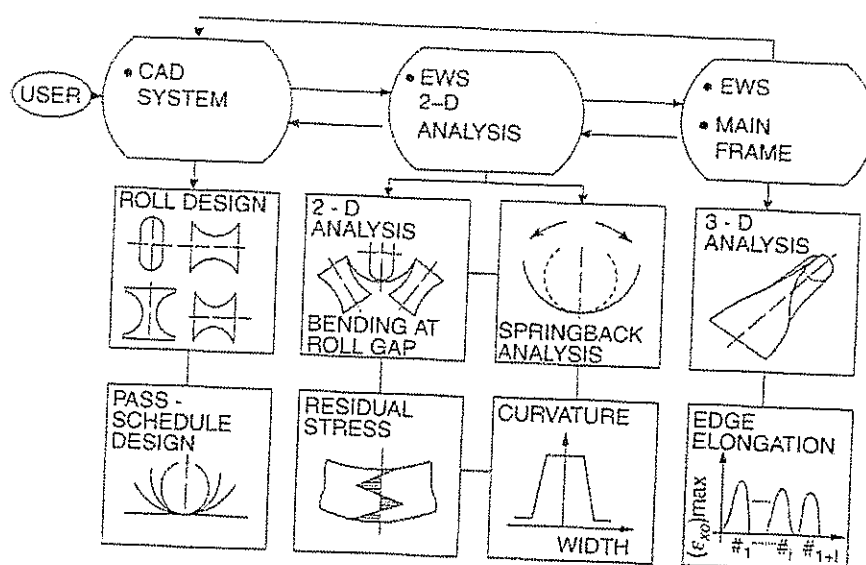 USER
• CAD
SYSTEM
• EWS
2-D
ANALYSIS
• EWS
• MAIN
FRAME
ROLL DESIGN
2 - D
ANALYSIS
BENDING AT
ROLL GAP
SPRINGBACK
ANALYSIS
3 - D
ANALYSIS
PASS -
SCHEDULE
DESIGN
RESIDUAL
STRESS
CURVATURE
WIDTH
EDGE
ELONGATION
(εxo)max
#1 ...... #i #1+i